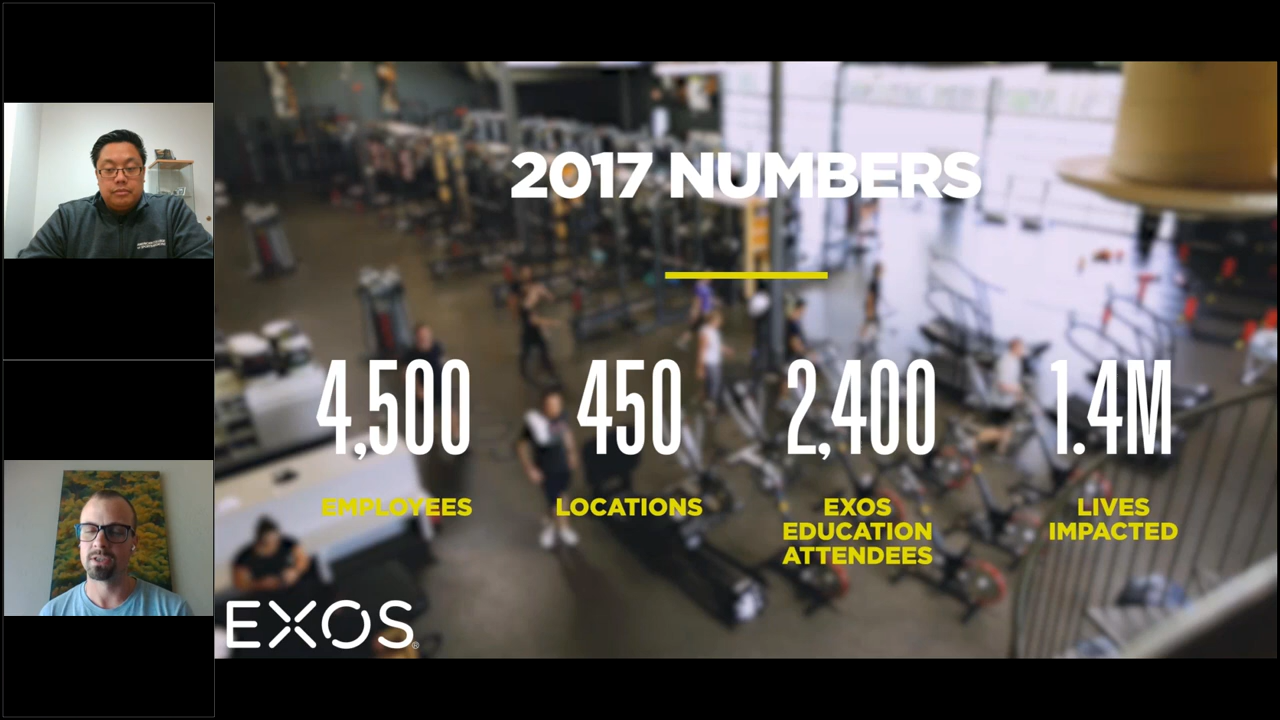 2017 NUMBERS
4,500
450
2,400
1.4M
EMPLOYEES
LOCATIONS
EXOS
EDUCATION
ATTENDEES
LIVES
IMPACTED
EXOS®